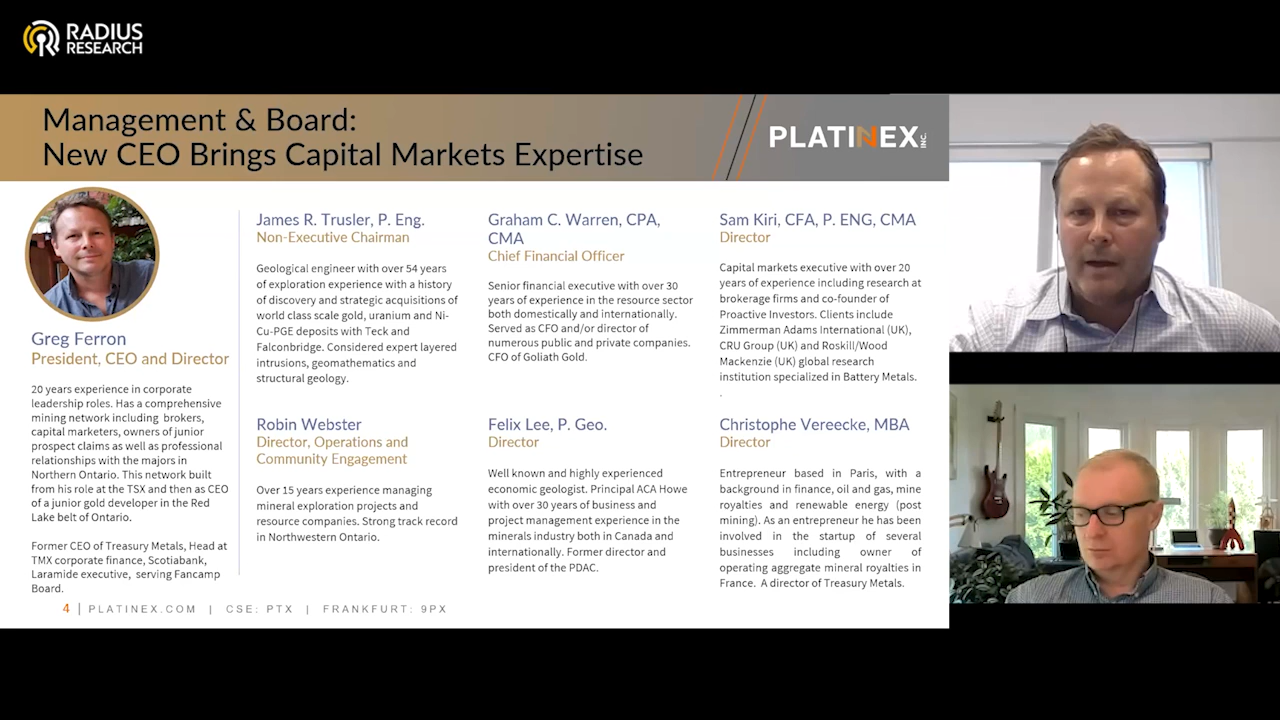 RADIUS
RESEARCH
Management & Board:
New CEO Brings Capital Markets Expertise
PLATINEX INC.
Greg Ferron
President, CEO and Director
20 years experience in corporate
leadership roles. Has a comprehensive
mining network including brokers,
capital marketers, owners of junior
prospect claims as well as professional
relationships with the majors in
Northern Ontario. This network built
from his role at the TSX and then as CEO
of a junior gold developer in the Red
Lake belt of Ontario.
Former CEO of Treasury Metals, Head at
TMX corporate finance, Scotiabank,
Laramide executive, serving Fancamp
Board.
James R. Trusler, P. Eng.
Non-Executive Chairman
Geological engineer with over 54 years
of exploration experience with a history
of discovery and strategic acquisitions of
world class scale gold, uranium and Ni-
Cu-PGE deposits with Teck and
Falconbridge. Considered expert layered
intrusions, geomathematics and
structural geology.
Graham C. Warren, CPA,
CMA
Chief Financial Officer
Senior financial executive with over 30
years of experience in the resource sector
both domestically and internationally.
Served as CFO and/or director of
numerous public and private companies.
CFO of Goliath Gold.
Sam Kiri, CFA, P. ENG, CMA
Director
Capital markets executive with over 20
years of experience including research at
brokerage firms and co-founder of
Proactive Investors. Clients include
Zimmerman Adams International (UK),
CRU Group (UK) and Roskill/Wood
Mackenzie (UK) global research
institution specialized in Battery Metals.
.
Robin Webster
Director, Operations and
Community Engagement
Over 15 years experience managing
mineral exploration projects and
resource companies. Strong track record
in Northwestern Ontario.
Felix Lee, P. Geo.
Director
Well known and highly experienced
economic geologist. Principal ACA Howe
with over 30 years of business and
project management experience in the
minerals industry both in Canada and
internationally. Former director and
president of the PDAC.
Christophe Vereecke, MBA
Director
Entrepreneur based in Paris, with a
background in finance, oil and gas, mine
royalties and renewable energy (post
mining). As an entrepreneur he has been
involved in the startup of several
businesses including owner of
operating aggregate mineral royalties in
France. A director of Treasury Metals.
4 | PLATINEX.COM | CSE: PTX | FRANKFURT: 9PX